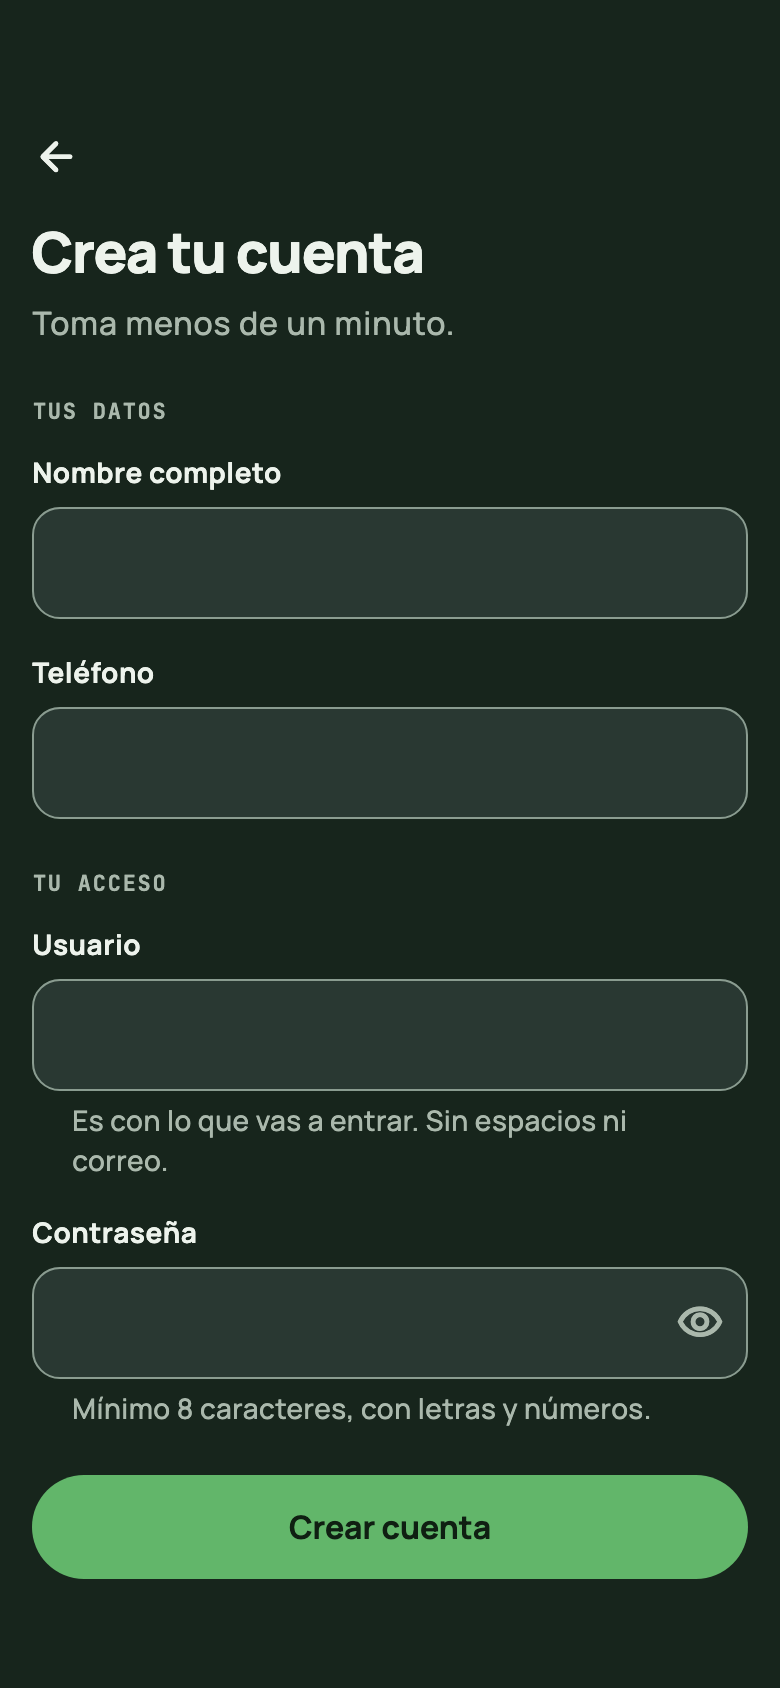 Crea tu cuenta
Toma menos de un minuto.
TUS DATOS
Nombre completo
Teléfono
TU ACCESO
Usuario
Es con lo que vas a entrar. Sin espacios ni
correo.
Contraseña
Mínimo 8 caracteres, con letras y números.
Crear cuenta